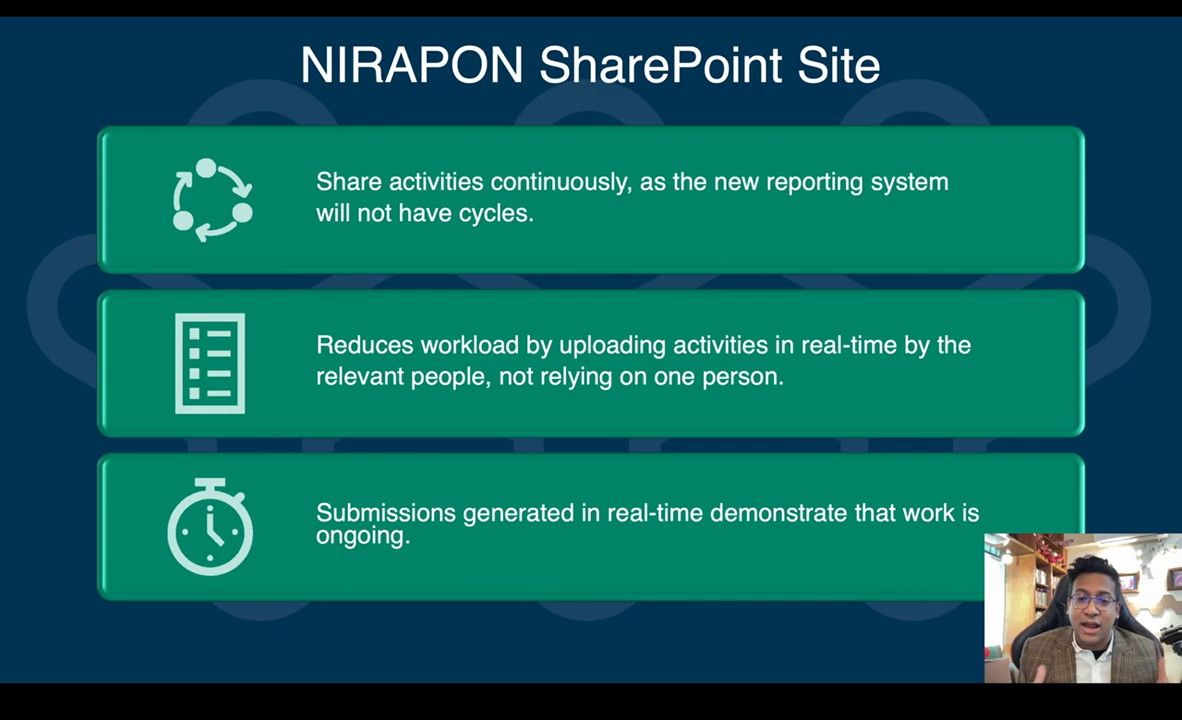 NIRAPON SharePoint Site
Share activities continuously, as the new reporting system
will not have cycles.
Reduces workload by uploading activities in real-time by the
relevant people, not relying on one person.
Submissions generated in real-time demonstrate that work is
ongoing.